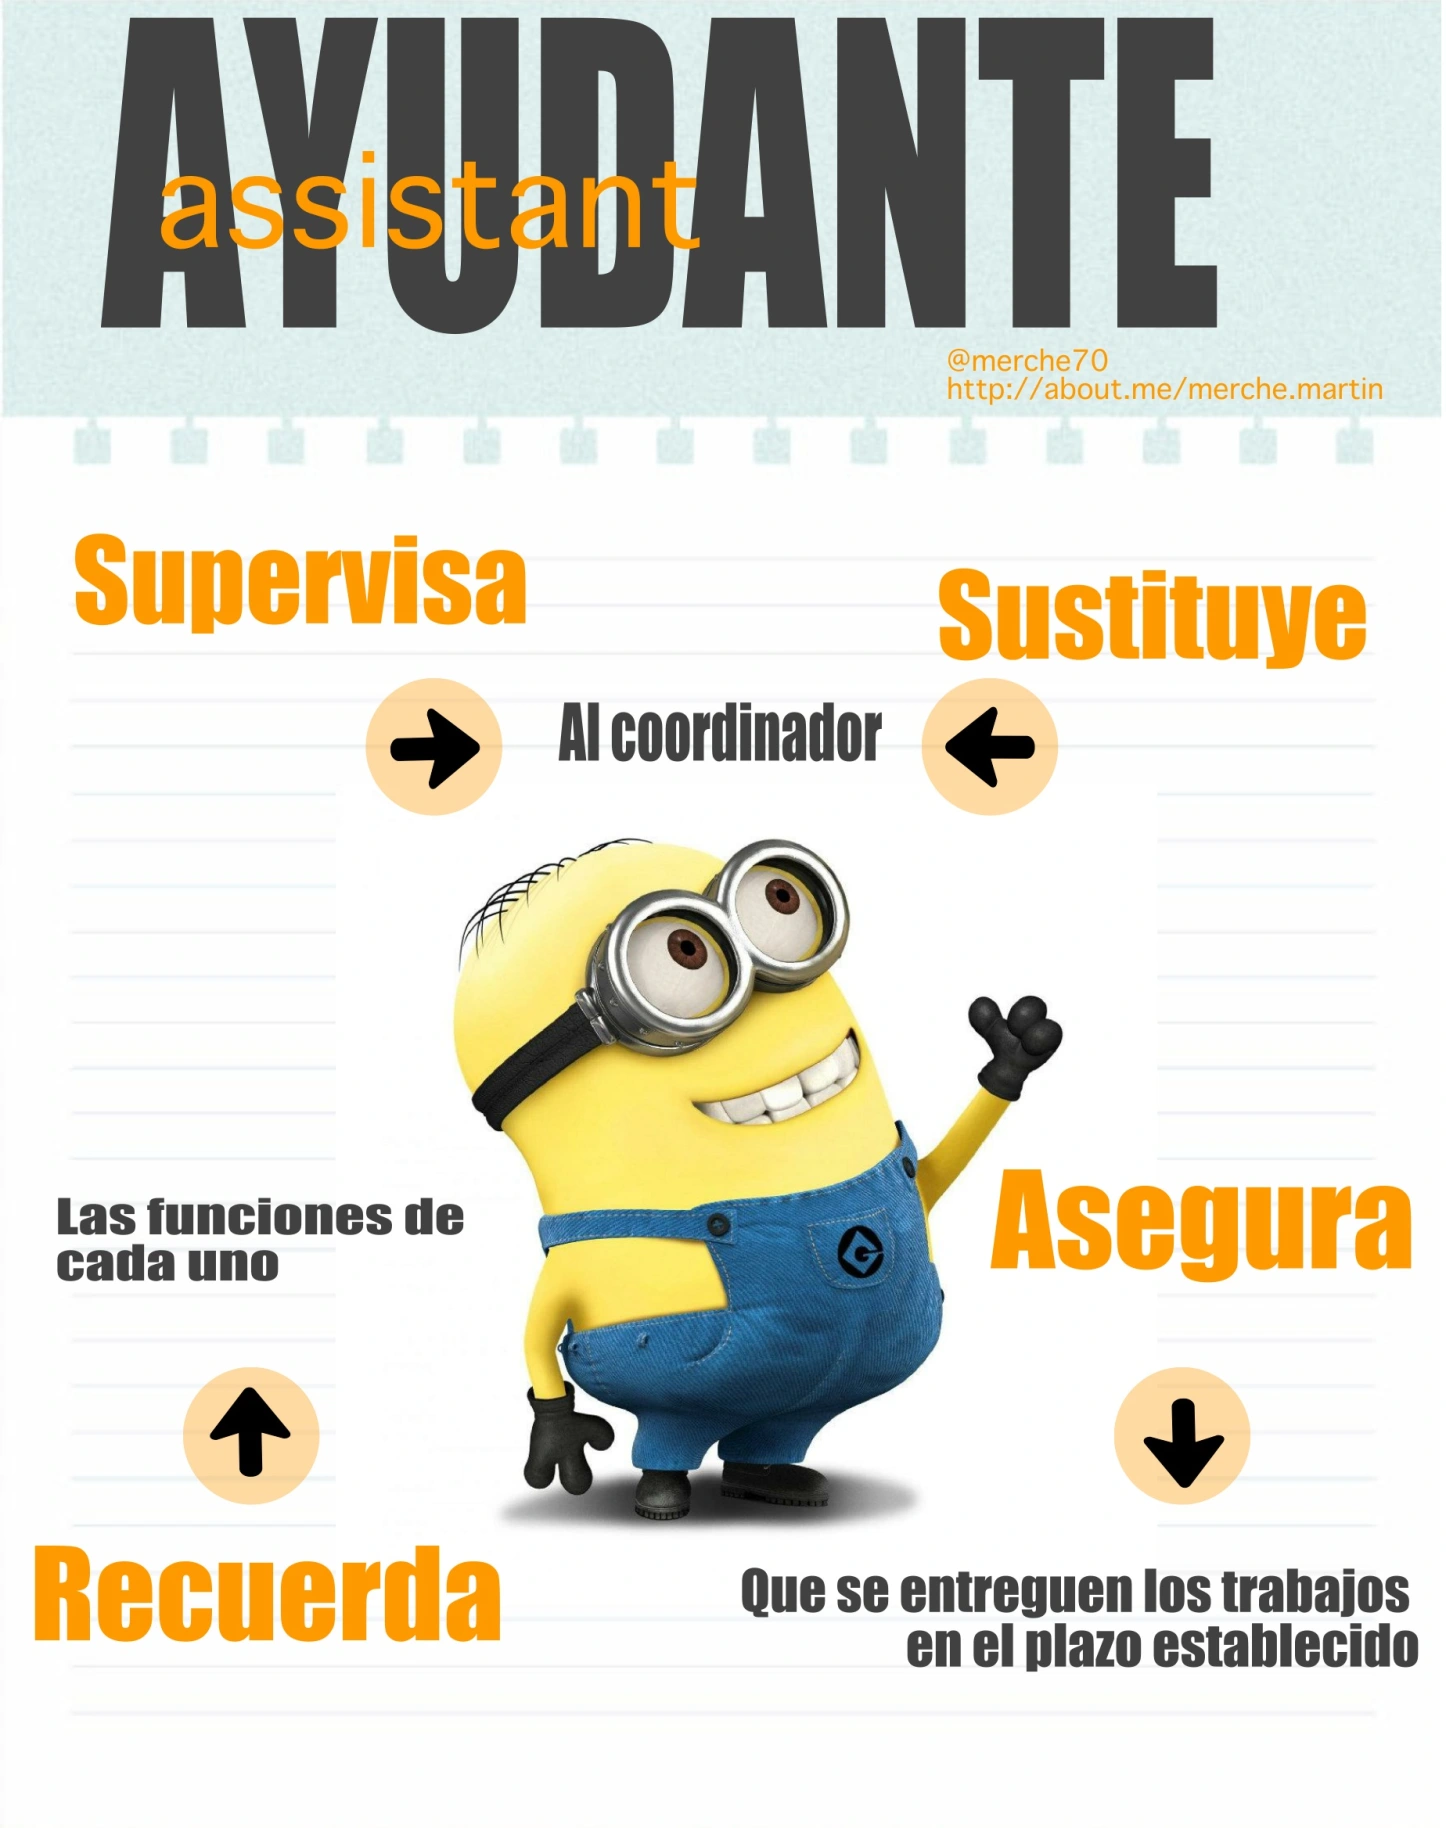 AYUDANTE
assistant
@merche70
http://about.me/merche.martin
Supervisa
Sustituye
Al coordinador
Las funciones de
cada uno
Asegura
Recuerda
Que se entreguen los trabajos
en el plazo establecido